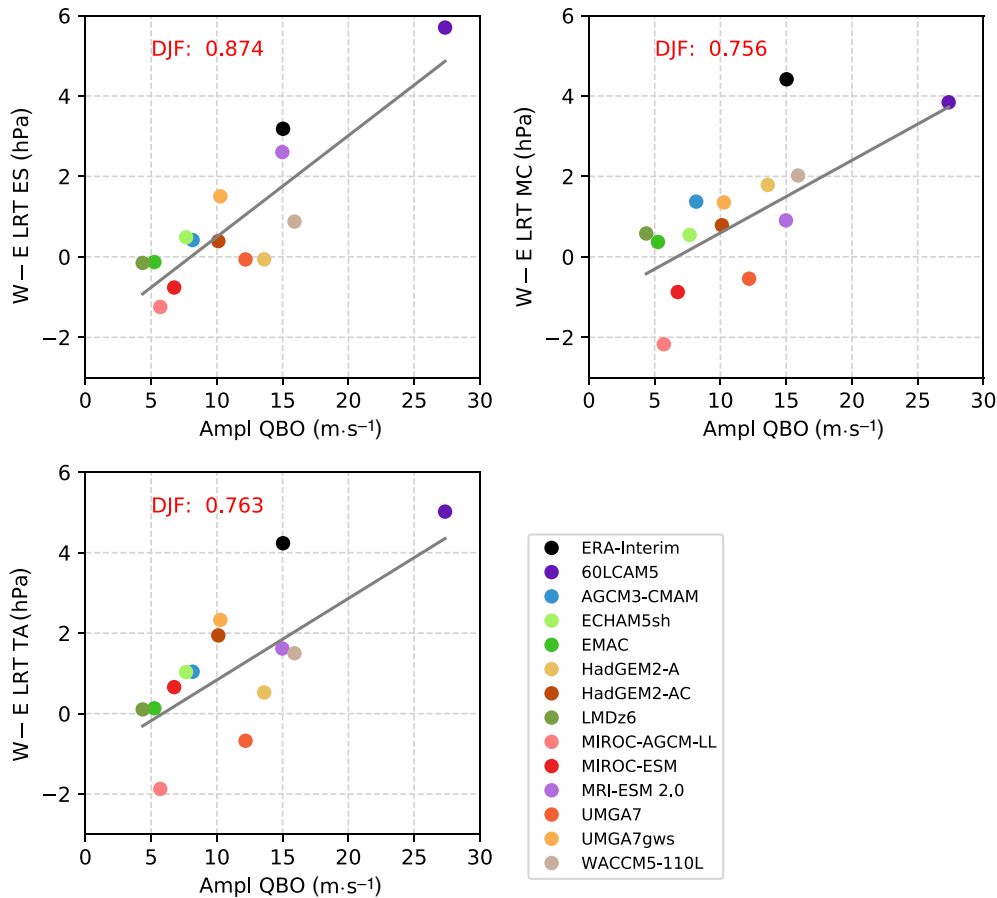 DJF: 0.874
W − E LRT ES (hPa)
6
4
2
0
−2
0 5 10 15 20 25 30
Ampl QBO (m·s⁻¹)
DJF: 0.756
W − E LRT MC (hPa)
6
4
2
0
−2
0 5 10 15 20 25 30
Ampl QBO (m·s⁻¹)
DJF: 0.763
W − E LRT TA (hPa)
6
4
2
0
−2
0 5 10 15 20 25 30
Ampl QBO (m·s⁻¹)
ERA-Interim
60LCAM5
AGCM3-CMAM
ECHAM5sh
EMAC
HadGEM2-A
HadGEM2-AC
LMDz6
MIROC-AGCM-LL
MIROC-ESM
MRI-ESM 2.0
UMGA7
UMGA7gws
WACCM5-110L